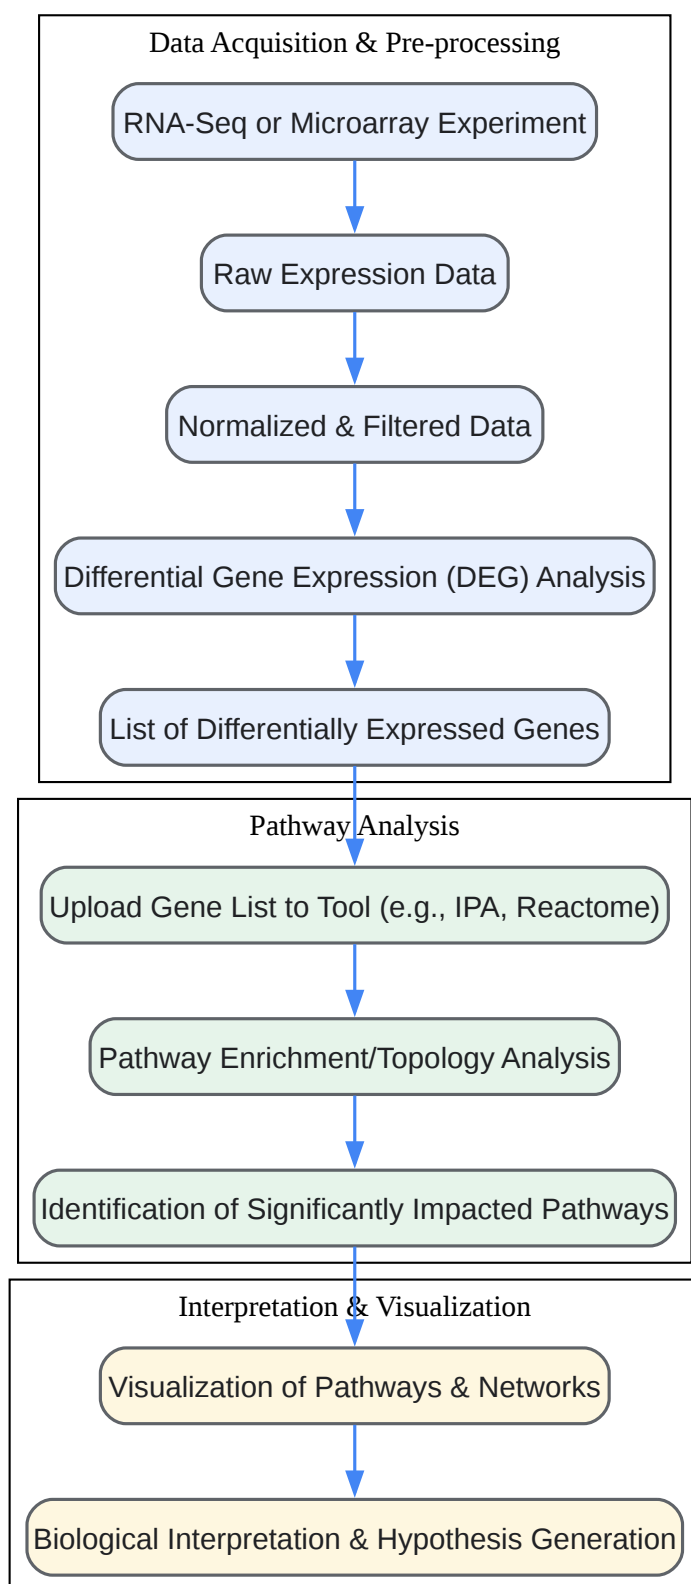 Data Acquisition & Pre-processing
RNA-Seq or Microarray Experiment
Raw Expression Data
Normalized & Filtered Data
Differential Gene Expression (DEG) Analysis
List of Differentially Expressed Genes
Pathway Analysis
Upload Gene List to Tool (e.g., IPA, Reactome)
Pathway Enrichment/Topology Analysis
Identification of Significantly Impacted Pathways
Interpretation & Visualization
Visualization of Pathways & Networks
Biological Interpretation & Hypothesis Generation